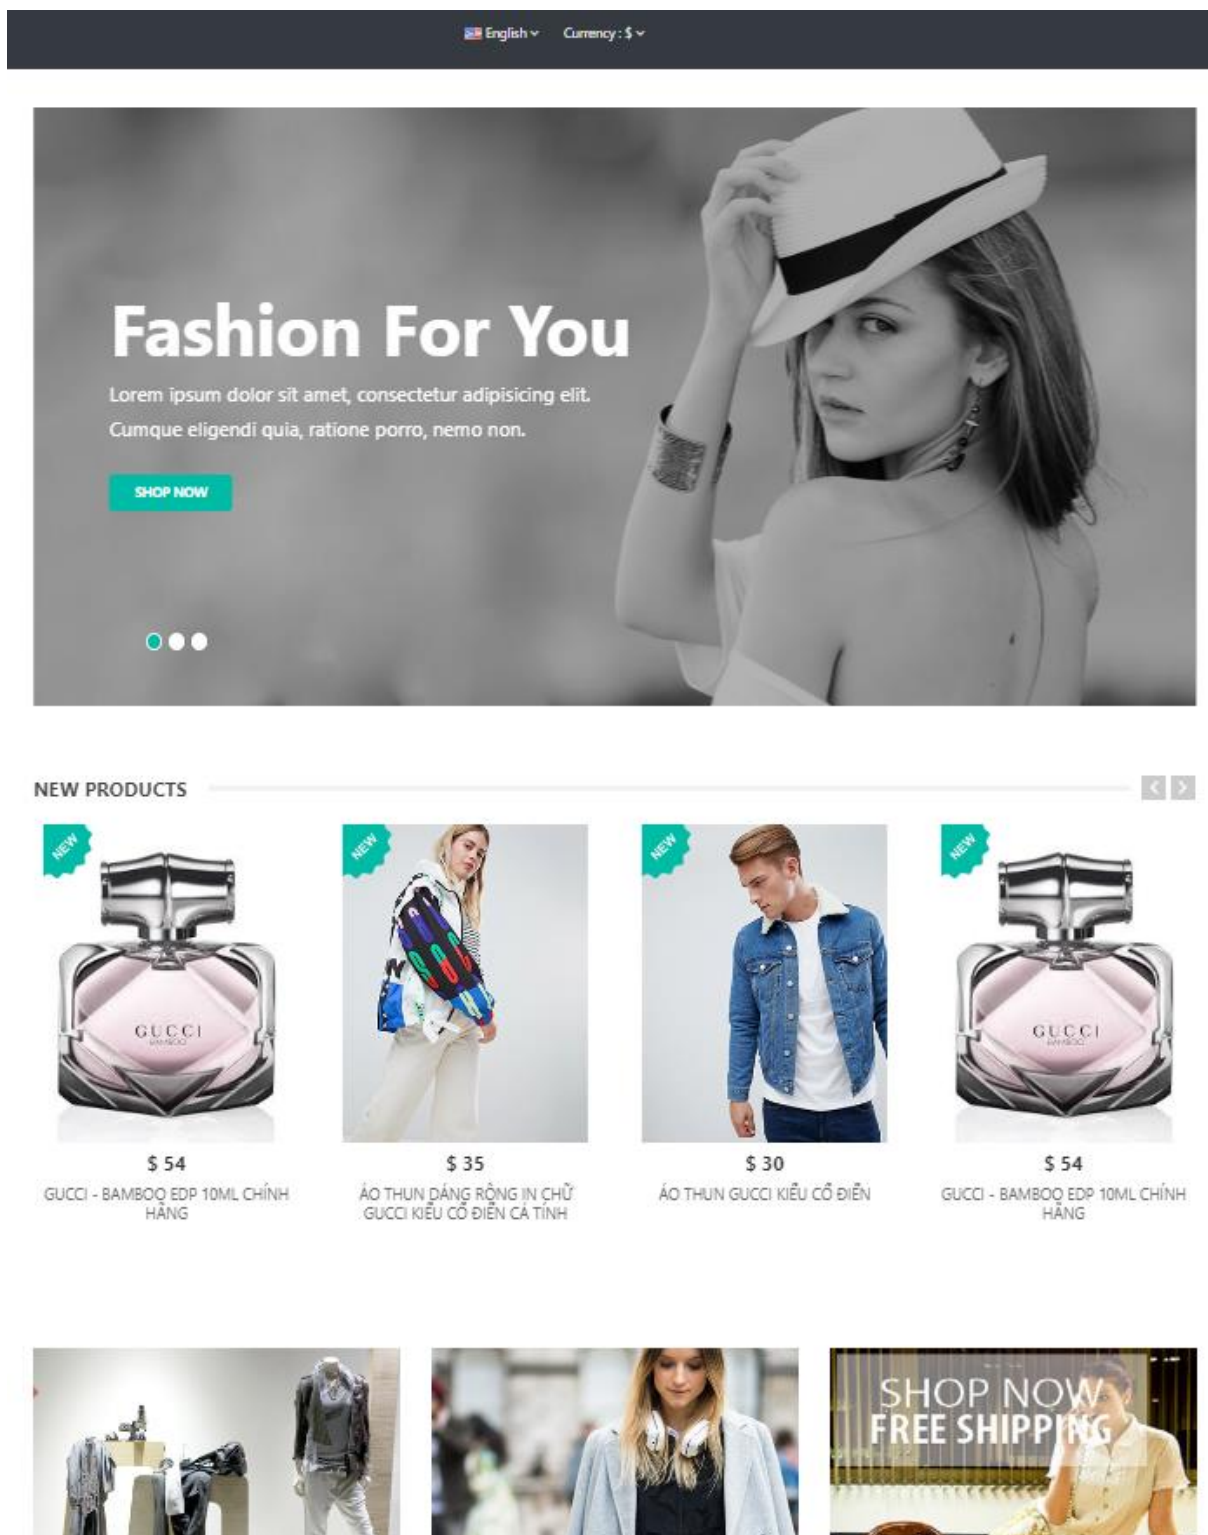 English
Currency : $
Fashion For You
Lorem ipsum dolor sit amet, consectetur adipisicing elit.
Cumque eligendi quia, ratione porro, nemo non.
SHOP NOW
NEW PRODUCTS
NEW
GUCCI
BAMBOO
$ 54
GUCCI - BAMBOO EDP 10ML CHÍNH
HÃNG
NEW
$ 35
ÁO THUN DÁNG RỘNG IN CHỮ
GUCCI KIỂU CỔ ĐIỂN CÁ TÍNH
NEW
$ 30
ÁO THUN GUCCI KIỂU CỔ ĐIỂN
NEW
GUCCI
BAMBOO
$ 54
GUCCI - BAMBOO EDP 10ML CHÍNH
HÃNG
SHOP NOW
FREE SHIPPING